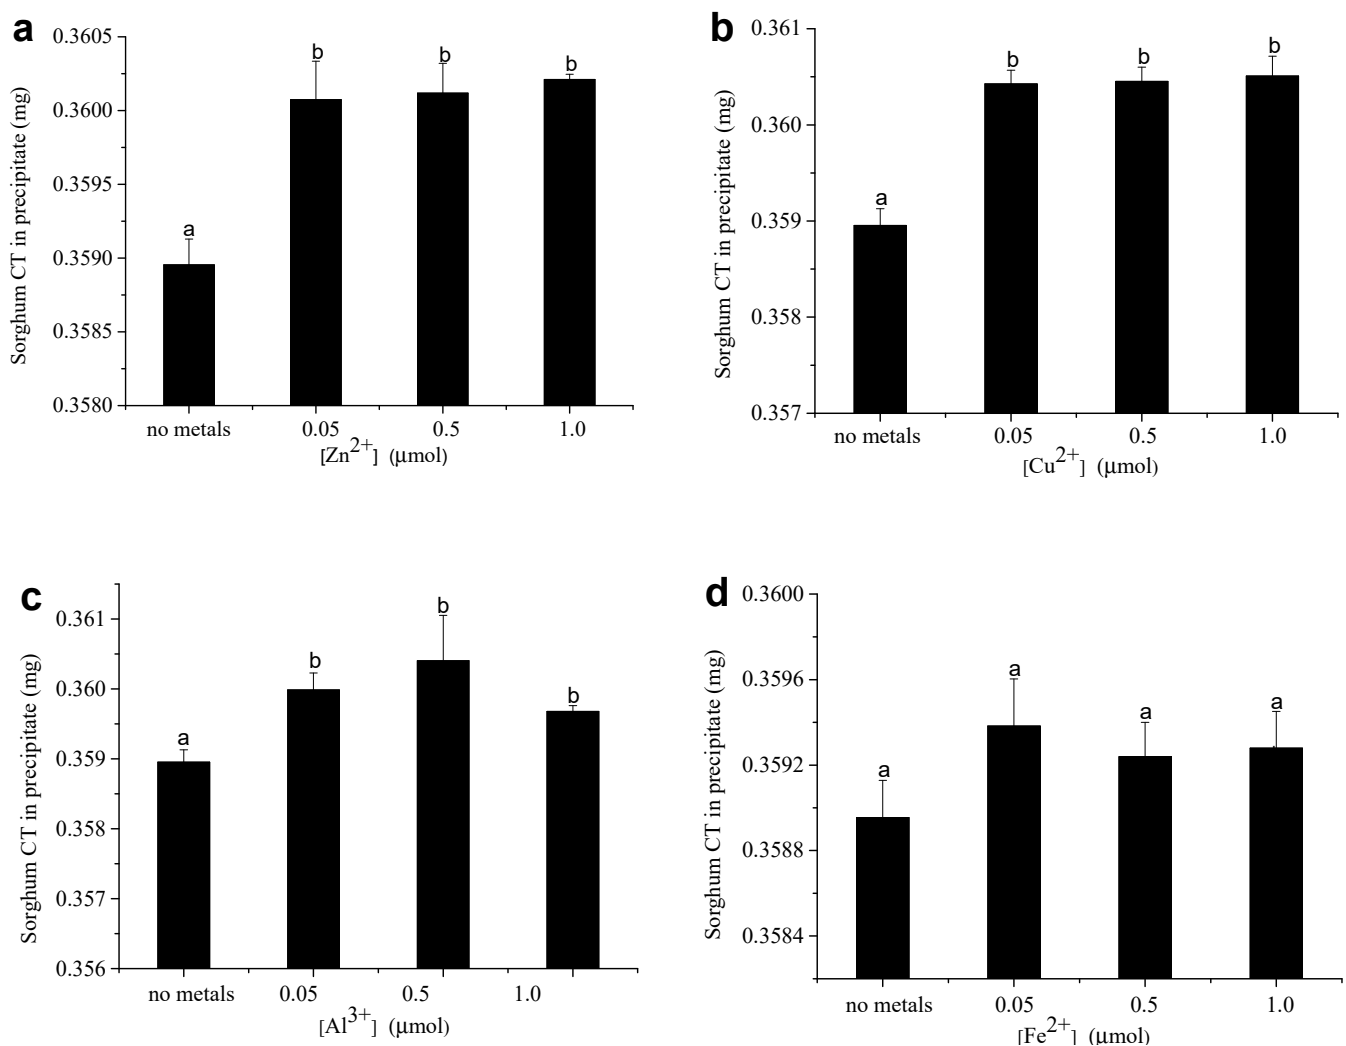 a
Sorghum CT in precipitate (mg)
0.3605
0.3600
0.3595
0.3590
0.3585
0.3580
a
b
b
b
no metals 0.05 0.5 1.0
[Zn2+] (μmol)
b
Sorghum CT in precipitate (mg)
0.361
0.360
0.359
0.358
0.357
a
b
b
b
no metals 0.05 0.5 1.0
[Cu2+] (μmol)
c
Sorghum CT in precipitate (mg)
0.361
0.360
0.359
0.358
0.357
0.356
a
b
b
b
no metals 0.05 0.5 1.0
[Al3+] (μmol)
d
Sorghum CT in precipitate (mg)
0.3600
0.3596
0.3592
0.3588
0.3584
a
a
a
a
no metals 0.05 0.5 1.0
[Fe2+] (μmol)